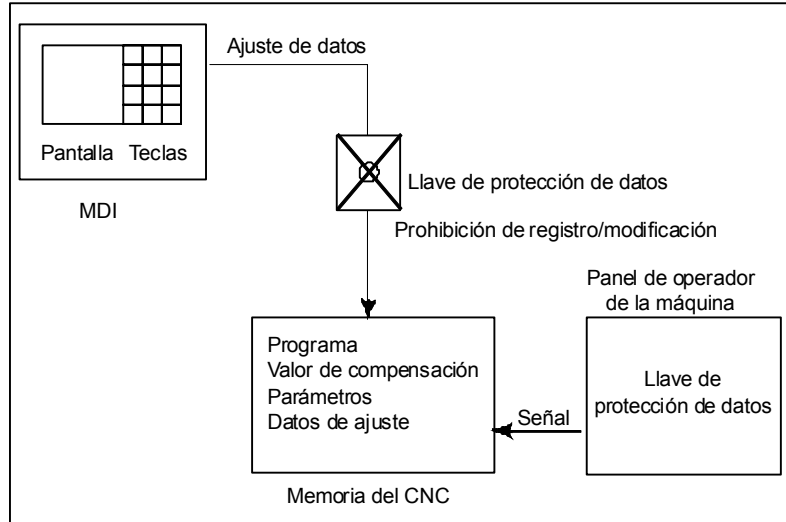 Ajuste de datos
Pantalla Teclas
MDI
Llave de protección de datos
Prohibición de registro/modificación
Panel de operador
de la máquina
Programa
Valor de compensación
Parámetros
Datos de ajuste
Señal
Llave de
protección de datos
Memoria del CNC